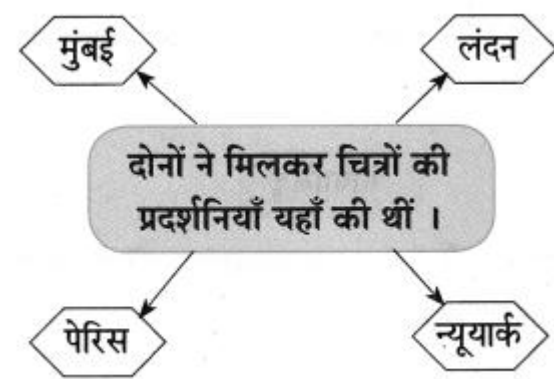 मुंबई
लंदन
दोनों ने मिलकर चित्रों की
प्रदर्शनियाँ यहाँ की थीं ।
पेरिस
न्यूयार्क